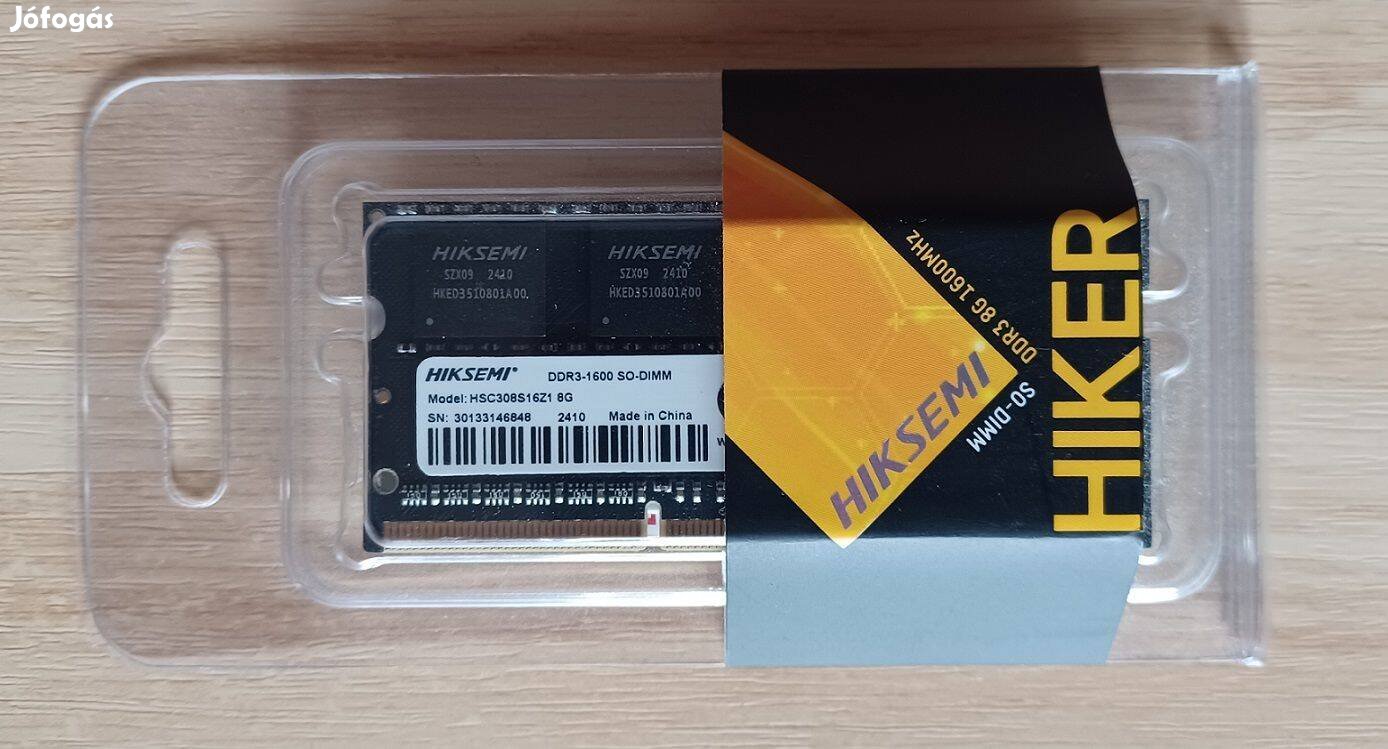 Jófogás
HIKSEMI
SZX09 2410
HKED3510801A00
HIKSEMI
SZX09 2410
HKED3510801A00
HIKSEMI®
DDR3-1600 SO-DIMM
Model: HSC308S16Z1 8G
SN: 30133146848 2410 Made in China
HIKSEMI
DDR3 8G 1600MHz
SO-DIMM
HIKER